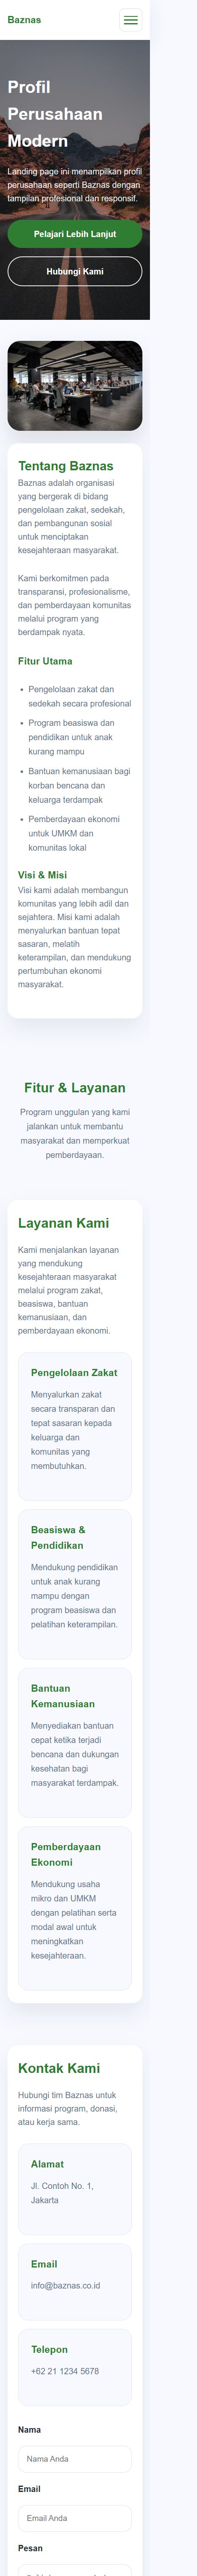 Baznas
Profil
Perusahaan
Modern
Landing page ini menampilkan profil
perusahaan seperti Baznas dengan
tampilan profesional dan responsif.
Pelajari Lebih Lanjut
Hubungi Kami
Tentang Baznas
Baznas adalah organisasi
yang bergerak di bidang
pengelolaan zakat, sedekah,
dan pembangunan sosial
untuk menciptakan
kesejahteraan masyarakat.
Kami berkomitmen pada
transparansi, profesionalisme,
dan pemberdayaan komunitas
melalui program yang
berdampak nyata.
Fitur Utama
• Pengelolaan zakat dan
sedekah secara profesional
• Program beasiswa dan
pendidikan untuk anak
kurang mampu
• Bantuan kemanusiaan bagi
korban bencana dan
keluarga terdampak
• Pemberdayaan ekonomi
untuk UMKM dan
komunitas lokal
Visi & Misi
Visi kami adalah membangun
komunitas yang lebih adil dan
sejahtera. Misi kami adalah
menyalurkan bantuan tepat
sasaran, melatih
keterampilan, dan mendukung
pertumbuhan ekonomi
masyarakat.
Fitur & Layanan
Program unggulan yang kami
jalankan untuk membantu
masyarakat dan memperkuat
pemberdayaan.
Layanan Kami
Kami menjalankan layanan
yang mendukung
kesejahteraan masyarakat
melalui program zakat,
beasiswa, bantuan
kemanusiaan, dan
pemberdayaan ekonomi.
Pengelolaan Zakat
Menyalurkan zakat
secara transparan dan
tepat sasaran kepada
keluarga dan
komunitas yang
membutuhkan.
Beasiswa &
Pendidikan
Mendukung pendidikan
untuk anak kurang
mampu dengan
program beasiswa dan
pelatihan keterampilan.
Bantuan
Kemanusiaan
Menyediakan bantuan
cepat ketika terjadi
bencana dan dukungan
kesehatan bagi
masyarakat terdampak.
Pemberdayaan
Ekonomi
Mendukung usaha
mikro dan UMKM
dengan pelatihan serta
modal awal untuk
meningkatkan
kesejahteraan.
Kontak Kami
Hubungi tim Baznas untuk
informasi program, donasi,
atau kerja sama.
Alamat
Jl. Contoh No. 1,
Jakarta
Email
info@baznas.co.id
Telepon
+62 21 1234 5678
Nama
Nama Anda
Email
Email Anda
Pesan